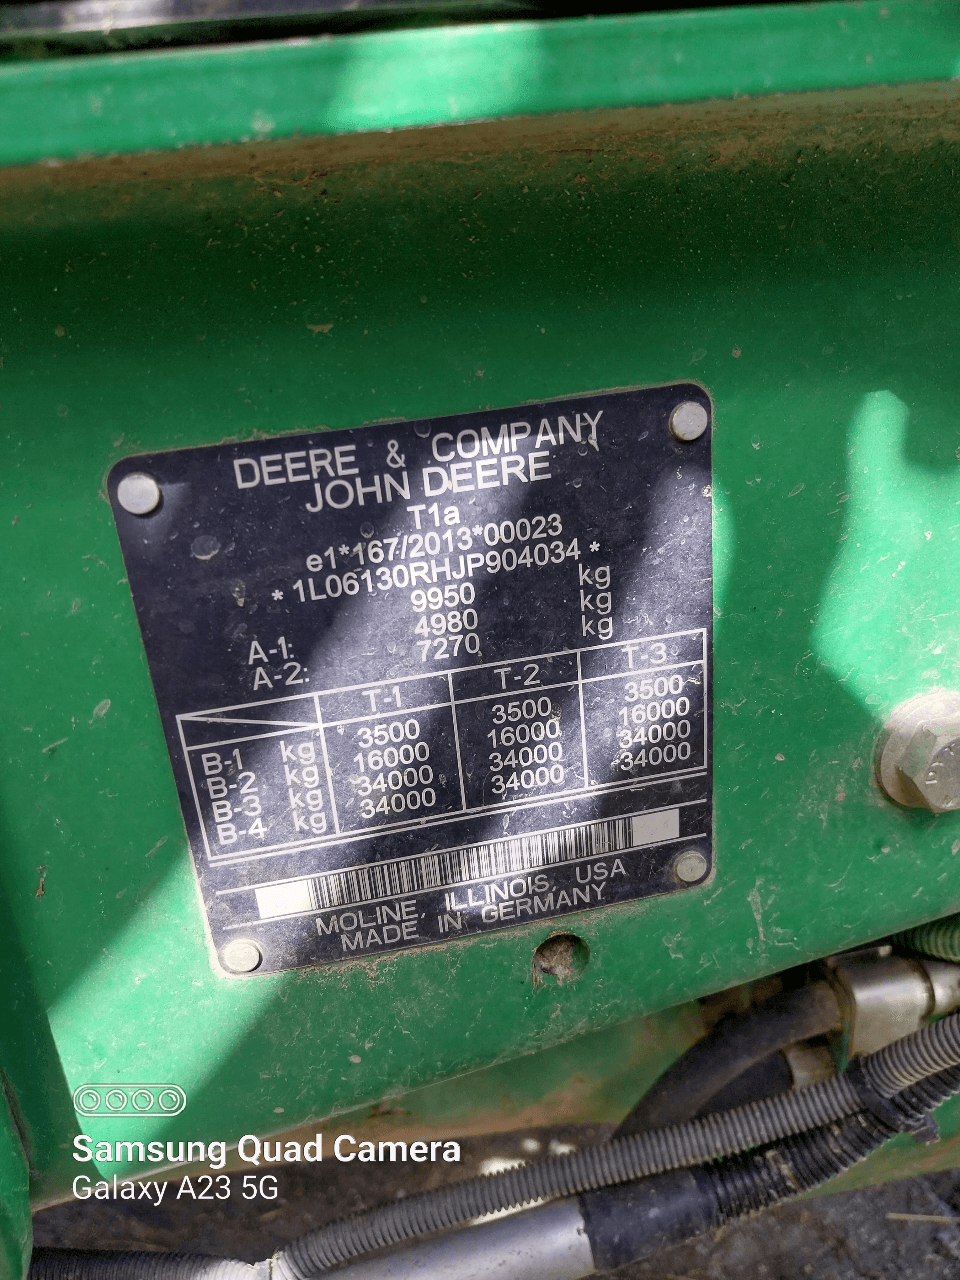 DEERE & COMPANY
JOHN DEERE
T1a
e1*167/2013*00023
* 1L06130RHJP904034 *
9950 kg
A-1: 4980 kg
A-2: 7270 kg
T-1 T-2 T-3
B-1 kg 3500 3500 3500
B-2 kg 16000 16000 16000
B-3 kg 34000 34000 34000
B-4 kg 34000 34000 34000
MOLINE, ILLINOIS, USA
MADE IN GERMANY
Samsung Quad Camera
Galaxy A23 5G